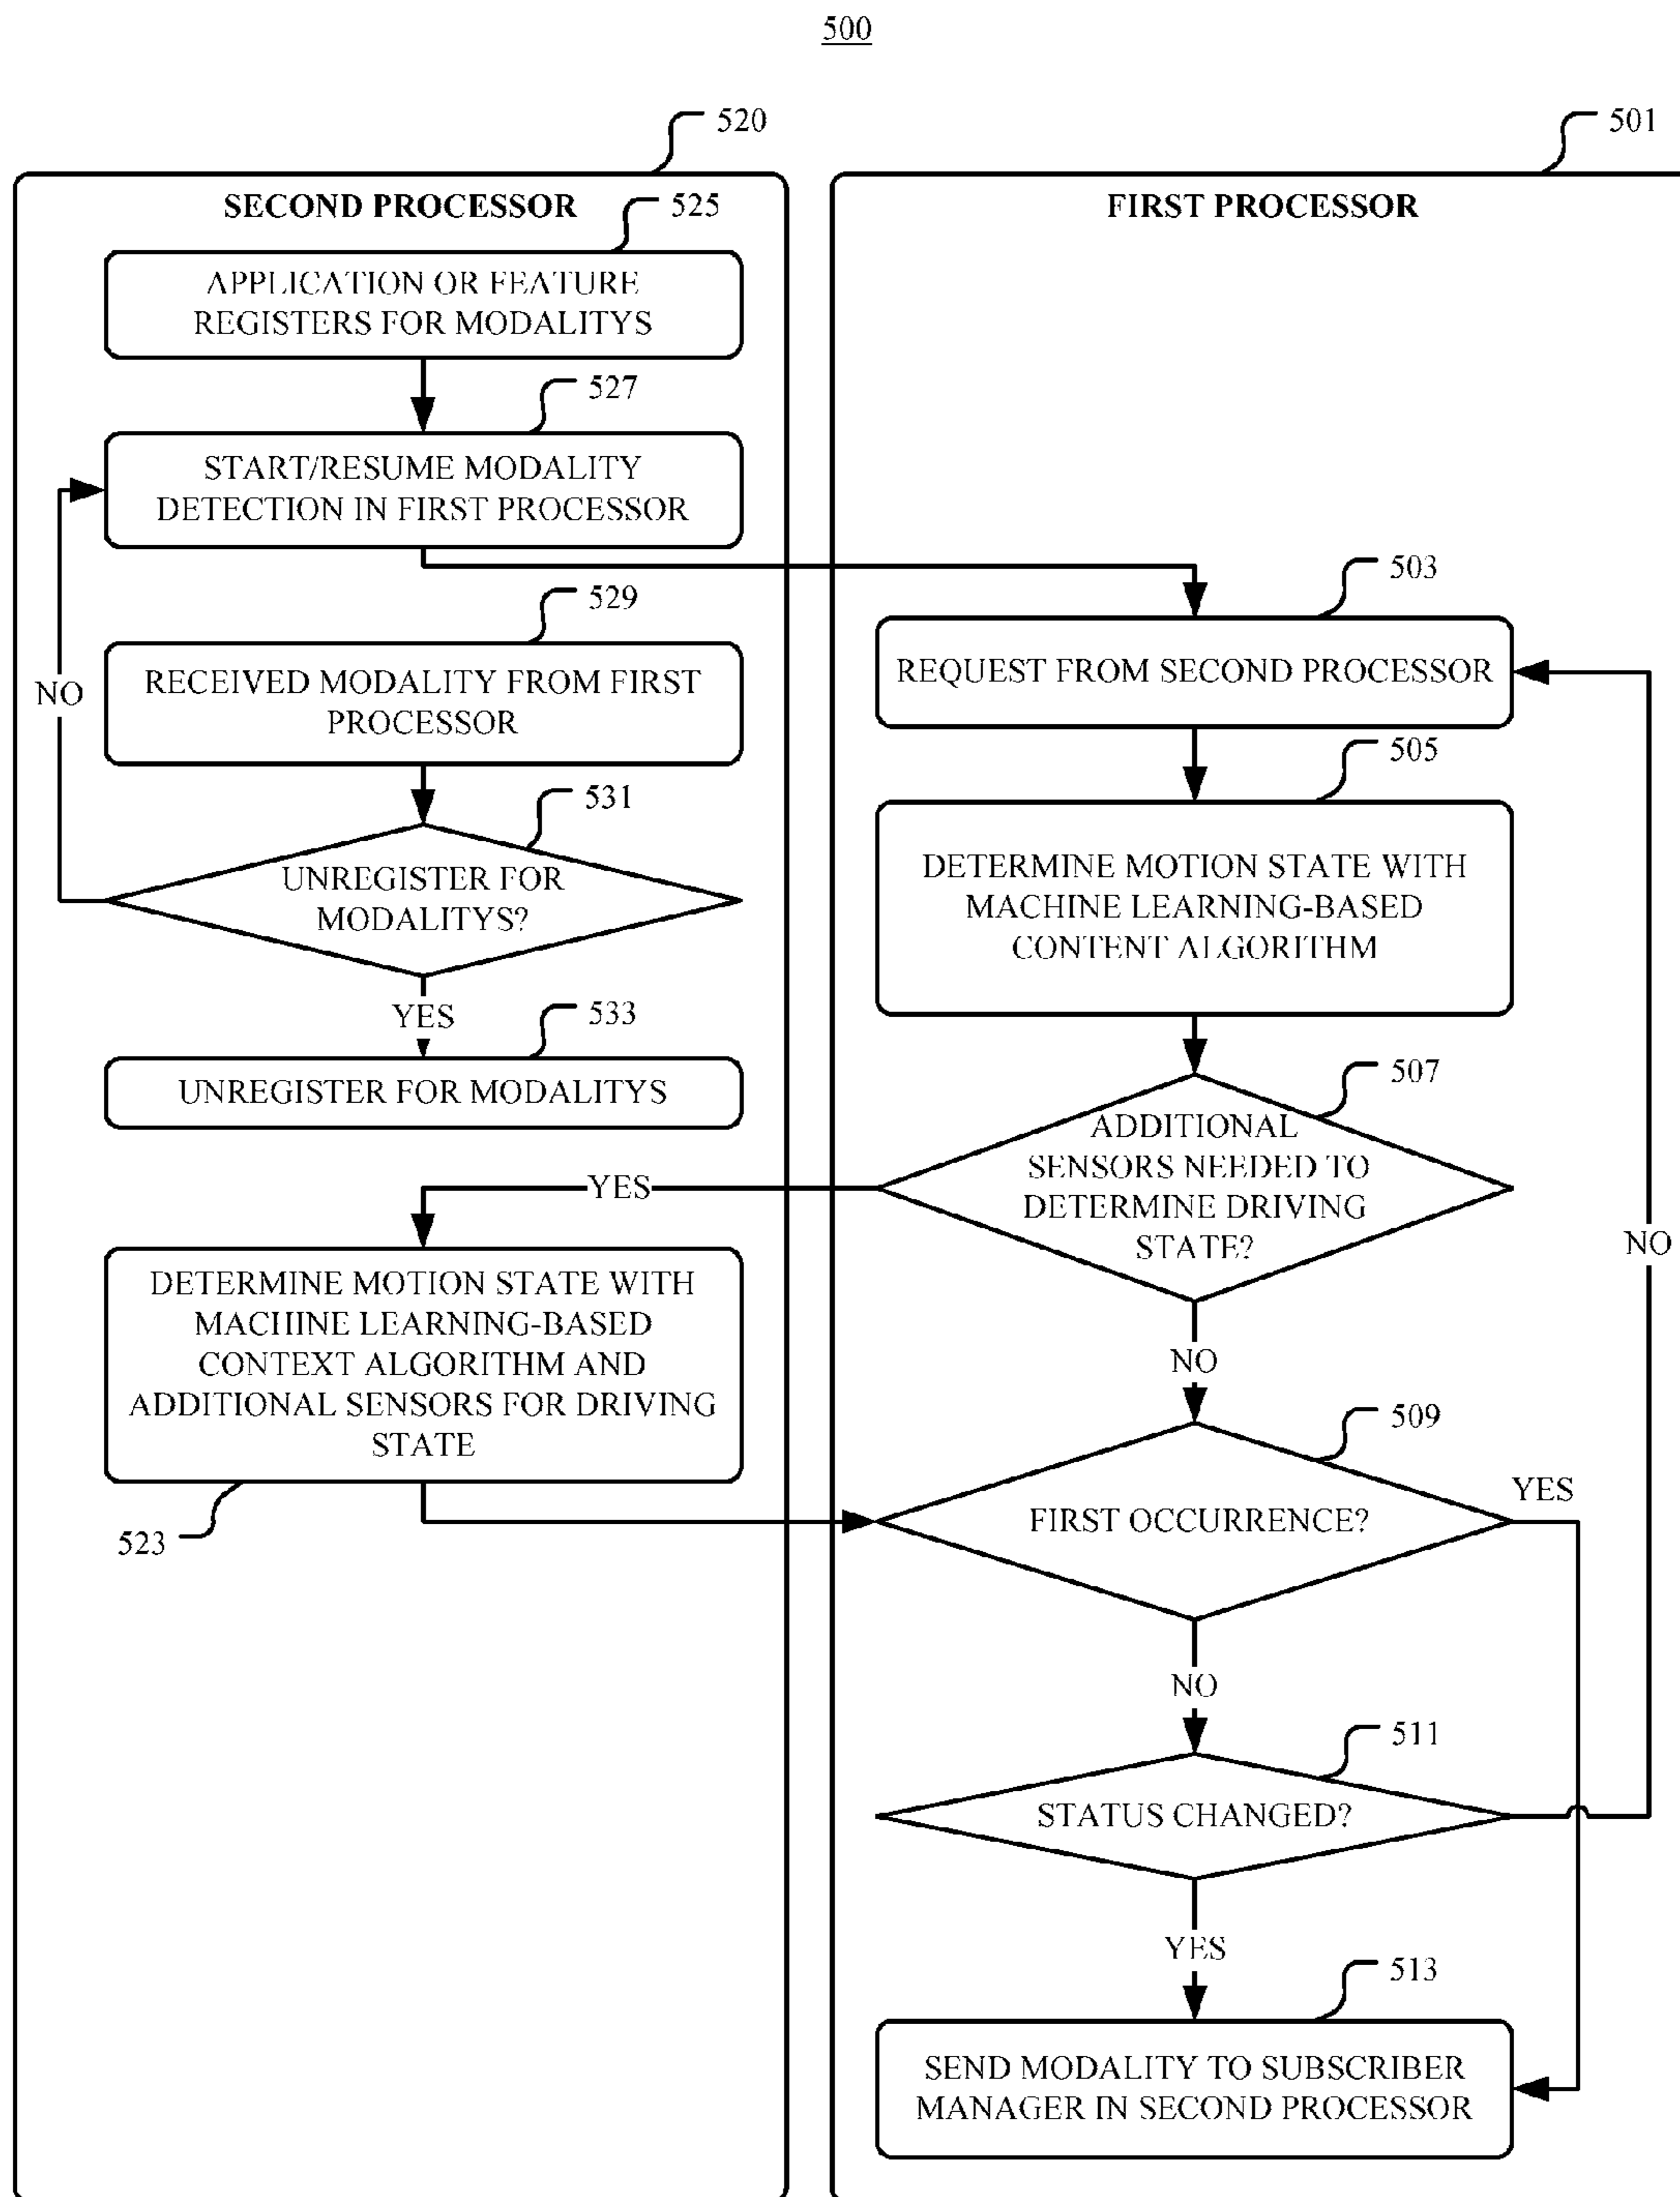 500
520
501
SECOND PROCESSOR
525
APPLICATION OR FEATURE
REGISTERS FOR MODALITYS
527
START/RESUME MODALITY
DETECTION IN FIRST PROCESSOR
529
RECEIVED MODALITY FROM FIRST
PROCESSOR
NO
531
UNREGISTER FOR
MODALITYS?
YES
533
UNREGISTER FOR MODALITYS
YES
DETERMINE MOTION STATE WITH
MACHINE LEARNING-BASED
CONTEXT ALGORITHM AND
ADDITIONAL SENSORS FOR DRIVING
STATE
523
FIRST PROCESSOR
503
REQUEST FROM SECOND PROCESSOR
505
DETERMINE MOTION STATE WITH
MACHINE LEARNING-BASED
CONTENT ALGORITHM
507
ADDITIONAL
SENSORS NEEDED TO
DETERMINE DRIVING
STATE?
NO
NO
509
YES
FIRST OCCURRENCE?
NO
511
STATUS CHANGED?
YES
513
SEND MODALITY TO SUBSCRIBER
MANAGER IN SECOND PROCESSOR